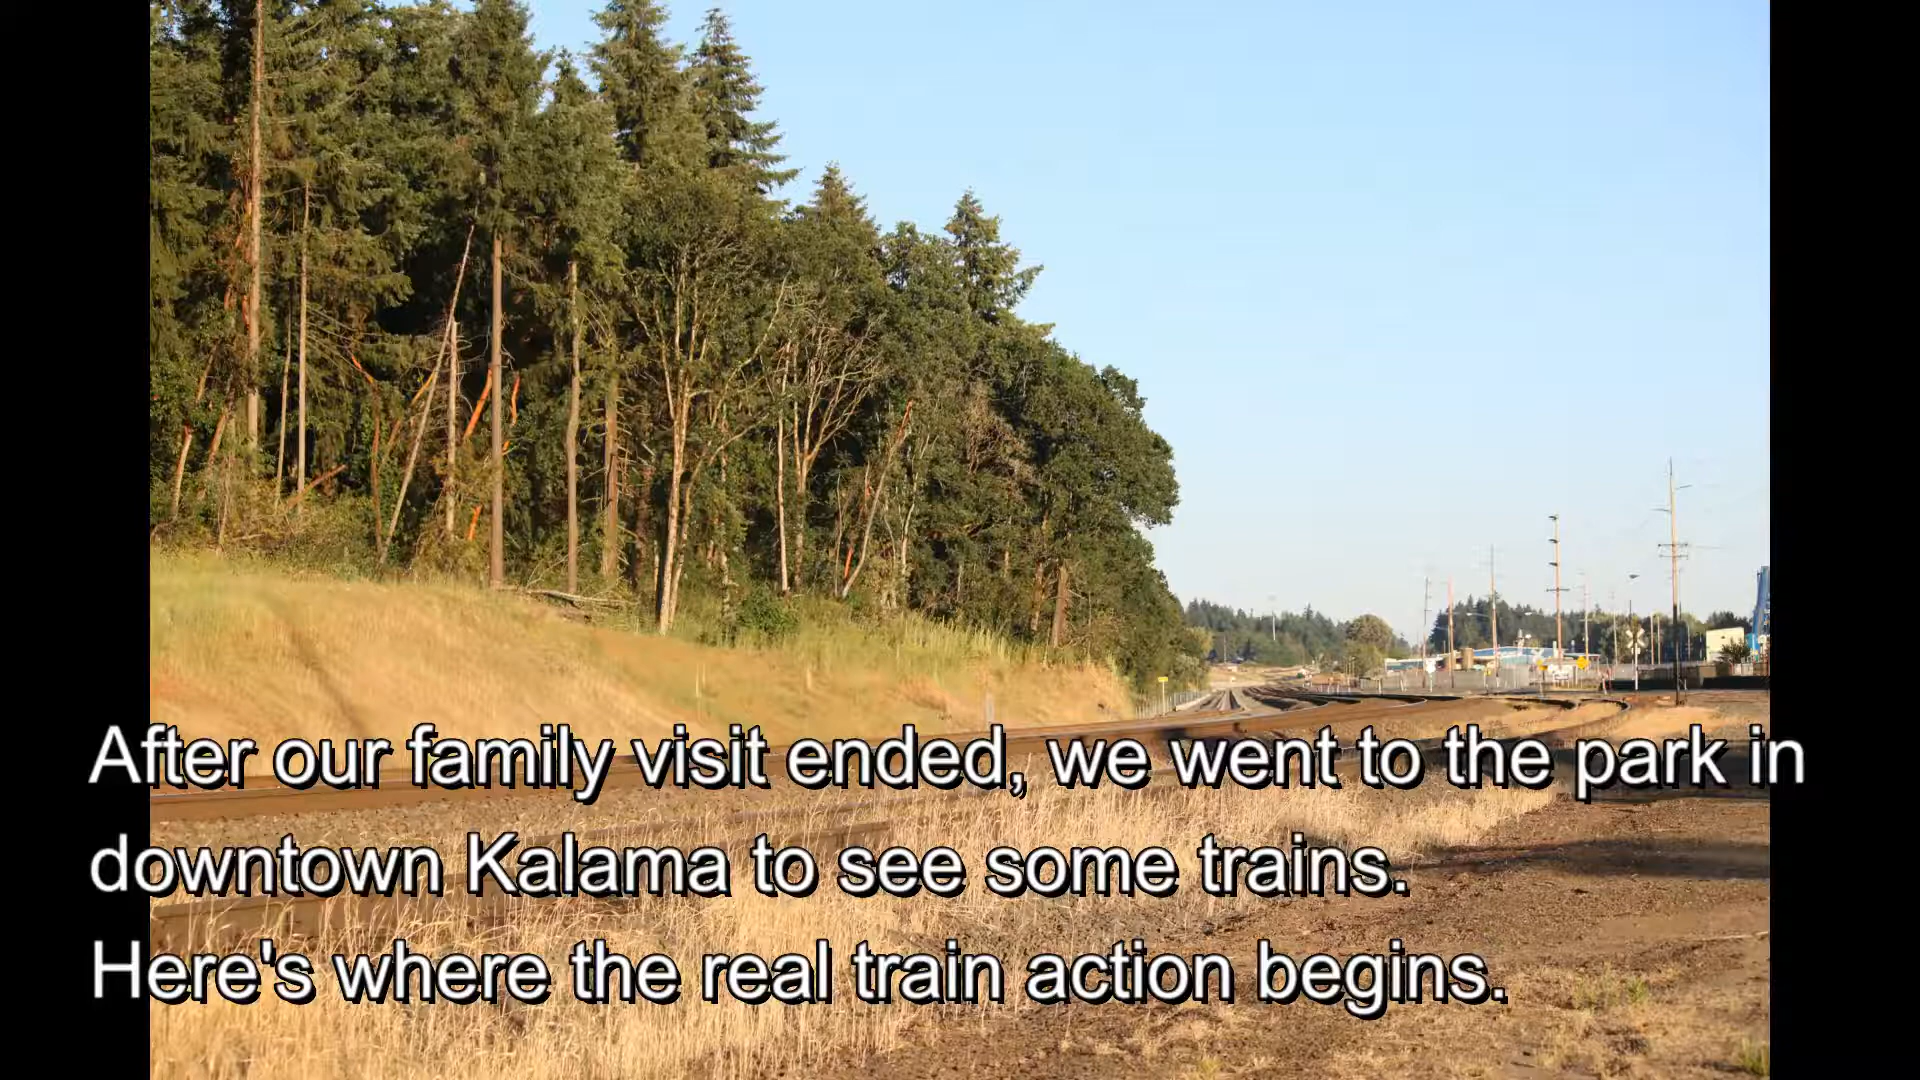 After our family visit ended, we went to the park in
downtown Kalama to see some trains.
Here's where the real train action begins.